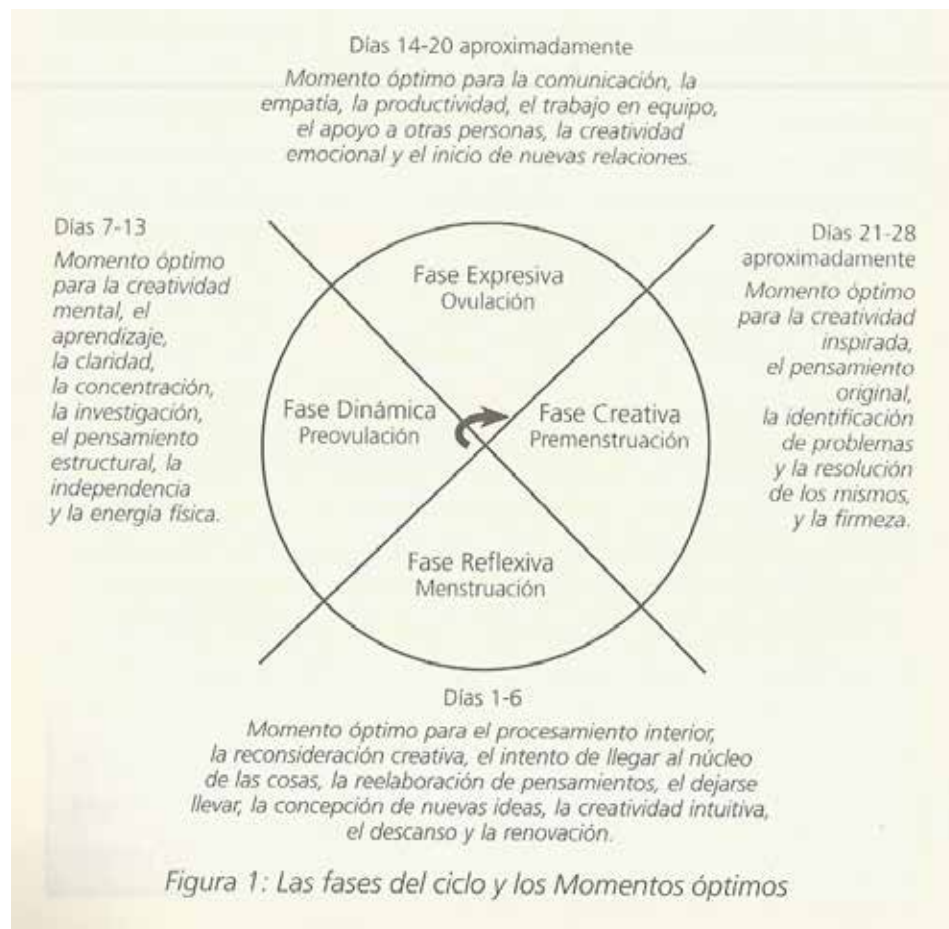 Días 14-20 aproximadamente
Momento óptimo para la comunicación, la
empatía, la productividad, el trabajo en equipo,
el apoyo a otras personas, la creatividad
emocional y el inicio de nuevas relaciones.
Días 7-13
Momento óptimo
para la creatividad
mental, el
aprendizaje,
la claridad,
la concentración,
la investigación,
el pensamiento
estructural, la
independencia
y la energía física.
Fase Expresiva
Ovulación
Fase Dinámica
Preovulación
Fase Creativa
Premenstruación
Fase Reflexiva
Menstruación
Días 21-28
aproximadamente
Momento óptimo
para la creatividad
inspirada,
el pensamiento
original,
la identificación
de problemas
y la resolución
de los mismos,
y la firmeza.
Días 1-6
Momento óptimo para el procesamiento interior,
la reconsideración creativa, el intento de llegar al núcleo
de las cosas, la reelaboración de pensamientos, el dejarse
llevar, la concepción de nuevas ideas, la creatividad intuitiva,
el descanso y la renovación.
Figura 1: Las fases del ciclo y los Momentos óptimos